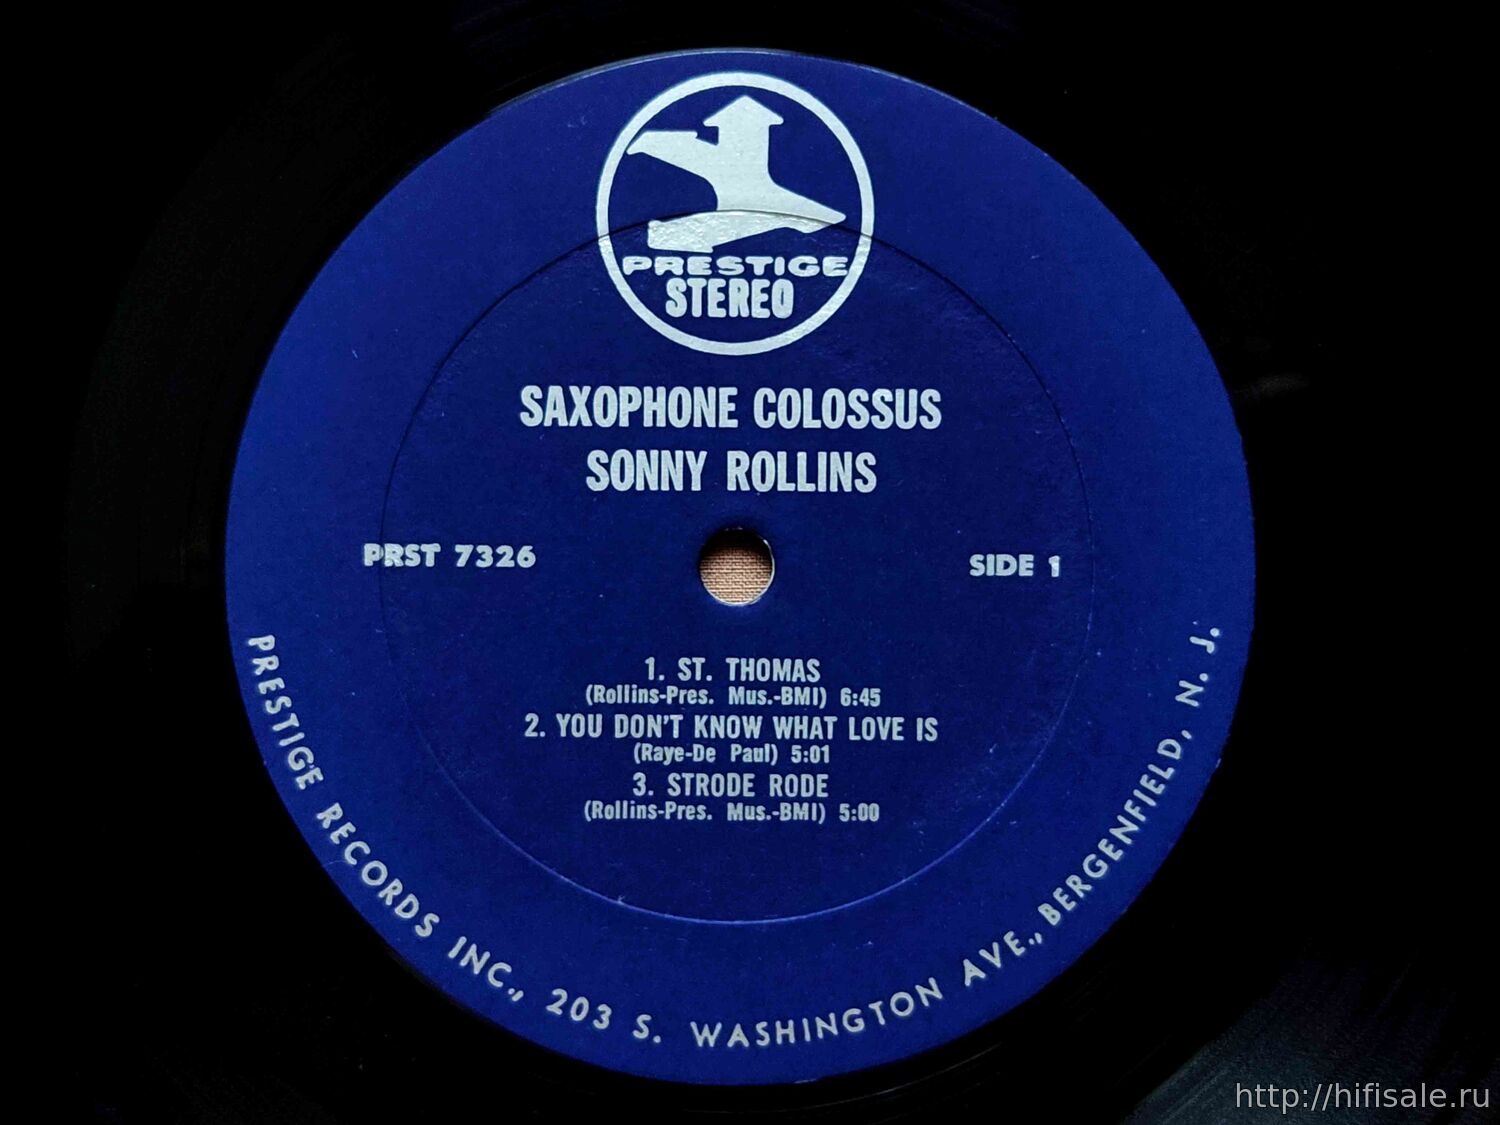 PRESTIGE
STEREO
SAXOPHONE COLOSSUS
SONNY ROLLINS
PRST 7326
SIDE 1
1. ST. THOMAS
(Rollins-Pres. Mus.-BMI) 6:45
2. YOU DON'T KNOW WHAT LOVE IS
(Raye-De Paul) 5:01
3. STRODE RODE
(Rollins-Pres. Mus.-BMI) 5:00
PRESTIGE RECORDS INC., 203 S. WASHINGTON AVE., BERGENFIELD, N. J.
http://hifisale.ru